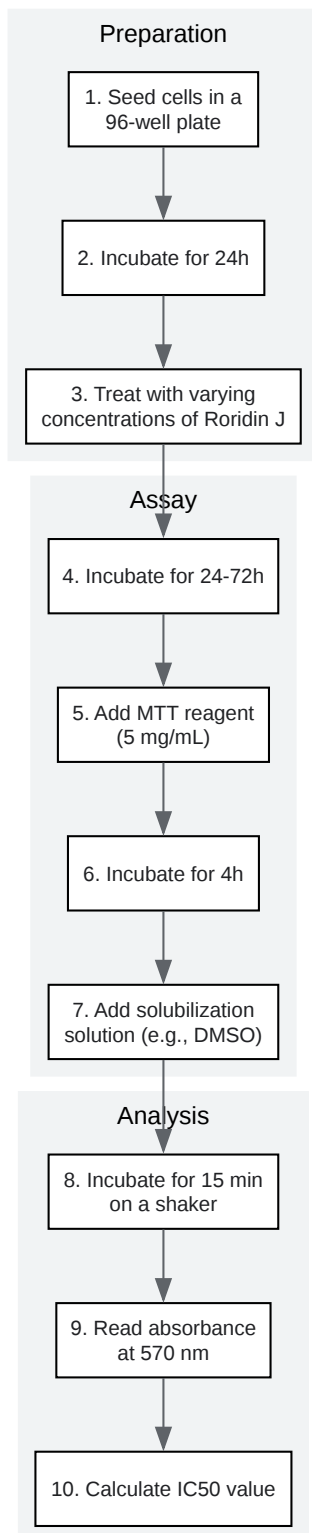 Preparation
1. Seed cells in a
96-well plate
2. Incubate for 24h
3. Treat with varying
concentrations of Roridin J
Assay
4. Incubate for 24-72h
5. Add MTT reagent
(5 mg/mL)
6. Incubate for 4h
7. Add solubilization
solution (e.g., DMSO)
Analysis
8. Incubate for 15 min
on a shaker
9. Read absorbance
at 570 nm
10. Calculate IC50 value